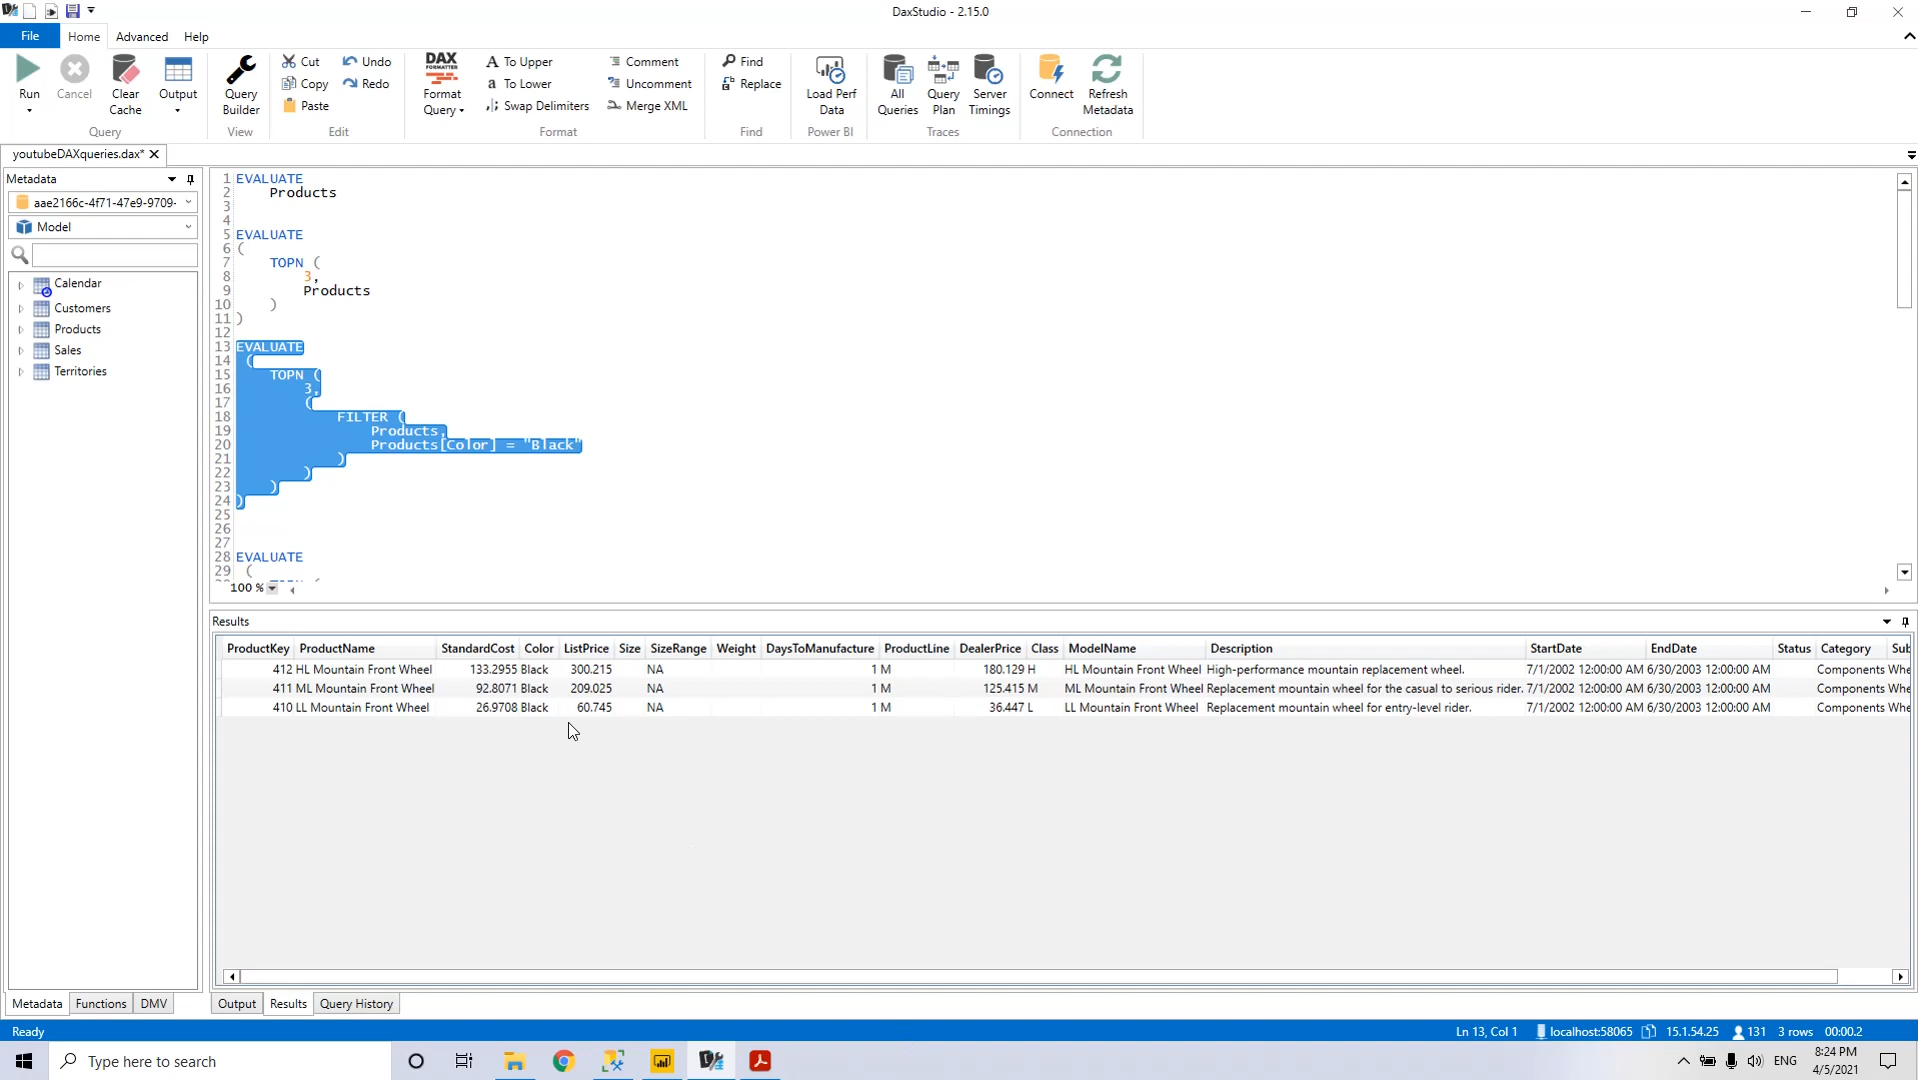 DaxStudio - 2.15.0
File Home Advanced Help
Run Cancel Clear Cache Output Query Builder Cut Copy Paste Undo Redo DAX FORMATTER Format Query To Upper To Lower Swap Delimiters Comment Uncomment Merge XML Find Replace Load Perf Data All Queries Query Plan Server Timings Connect Refresh Metadata
Query View Edit Format Find Power BI Traces Connection
youtubeDAXqueries.dax*
Metadata
aae2166c-4f71-47e9-9709-
Model
Calendar
Customers
Products
Sales
Territories
1 EVALUATE
2 Products
3
4
5 EVALUATE
6 (
7 TOPN (
8 3,
9 Products
10 )
11 )
12
13 EVALUATE
14 (
15 TOPN (
16 3,
17 (
18 FILTER (
19 Products,
20 Products[Color] = "Black"
21 )
22 )
23 )
24 )
25
26
27
28 EVALUATE
29 (
100 %
Results
ProductKey ProductName StandardCost Color ListPrice Size SizeRange Weight DaysToManufacture ProductLine DealerPrice Class ModelName Description StartDate EndDate Status Category Sub
412 HL Mountain Front Wheel 133.2955 Black 300.215 NA 1 M 180.129 H HL Mountain Front Wheel High-performance mountain replacement wheel. 7/1/2002 12:00:00 AM 6/30/2003 12:00:00 AM Components Whe
411 ML Mountain Front Wheel 92.8071 Black 209.025 NA 1 M 125.415 M ML Mountain Front Wheel Replacement mountain wheel for the casual to serious rider. 7/1/2002 12:00:00 AM 6/30/2003 12:00:00 AM Components Whe
410 LL Mountain Front Wheel 26.9708 Black 60.745 NA 1 M 36.447 L LL Mountain Front Wheel Replacement mountain wheel for entry-level rider. 7/1/2002 12:00:00 AM 6/30/2003 12:00:00 AM Components Whe
Metadata Functions DMV Output Results Query History
Ready Ln 13, Col 1 localhost:58065 15.1.54.25 131 3 rows 00:00.2
Type here to search ENG 8:24 PM
4/5/2021